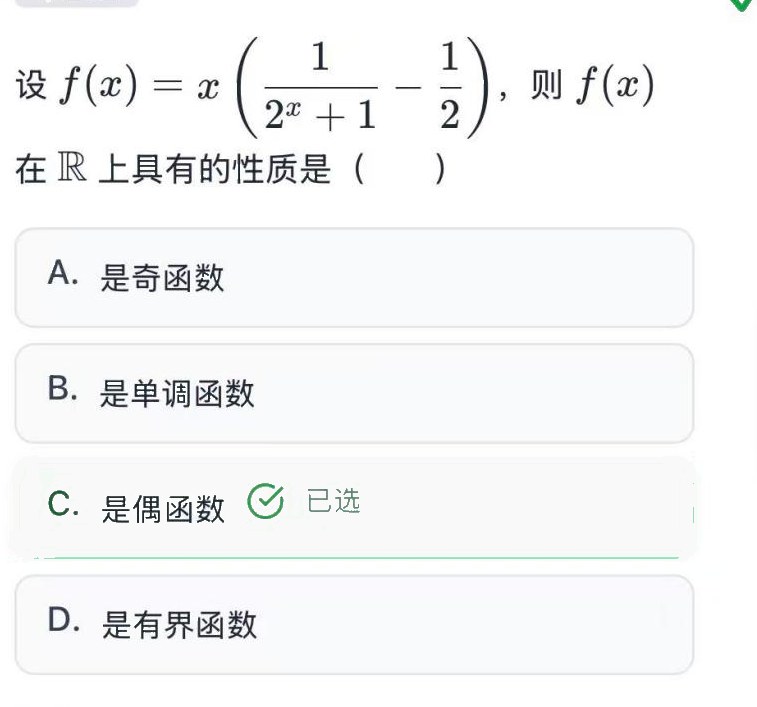 设 f(x) = x(1/(2^x + 1) − 1/2)，则 f(x)
在 ℝ 上具有的性质是（　　）
A. 是奇函数
B. 是单调函数
C. 是偶函数 已选
D. 是有界函数